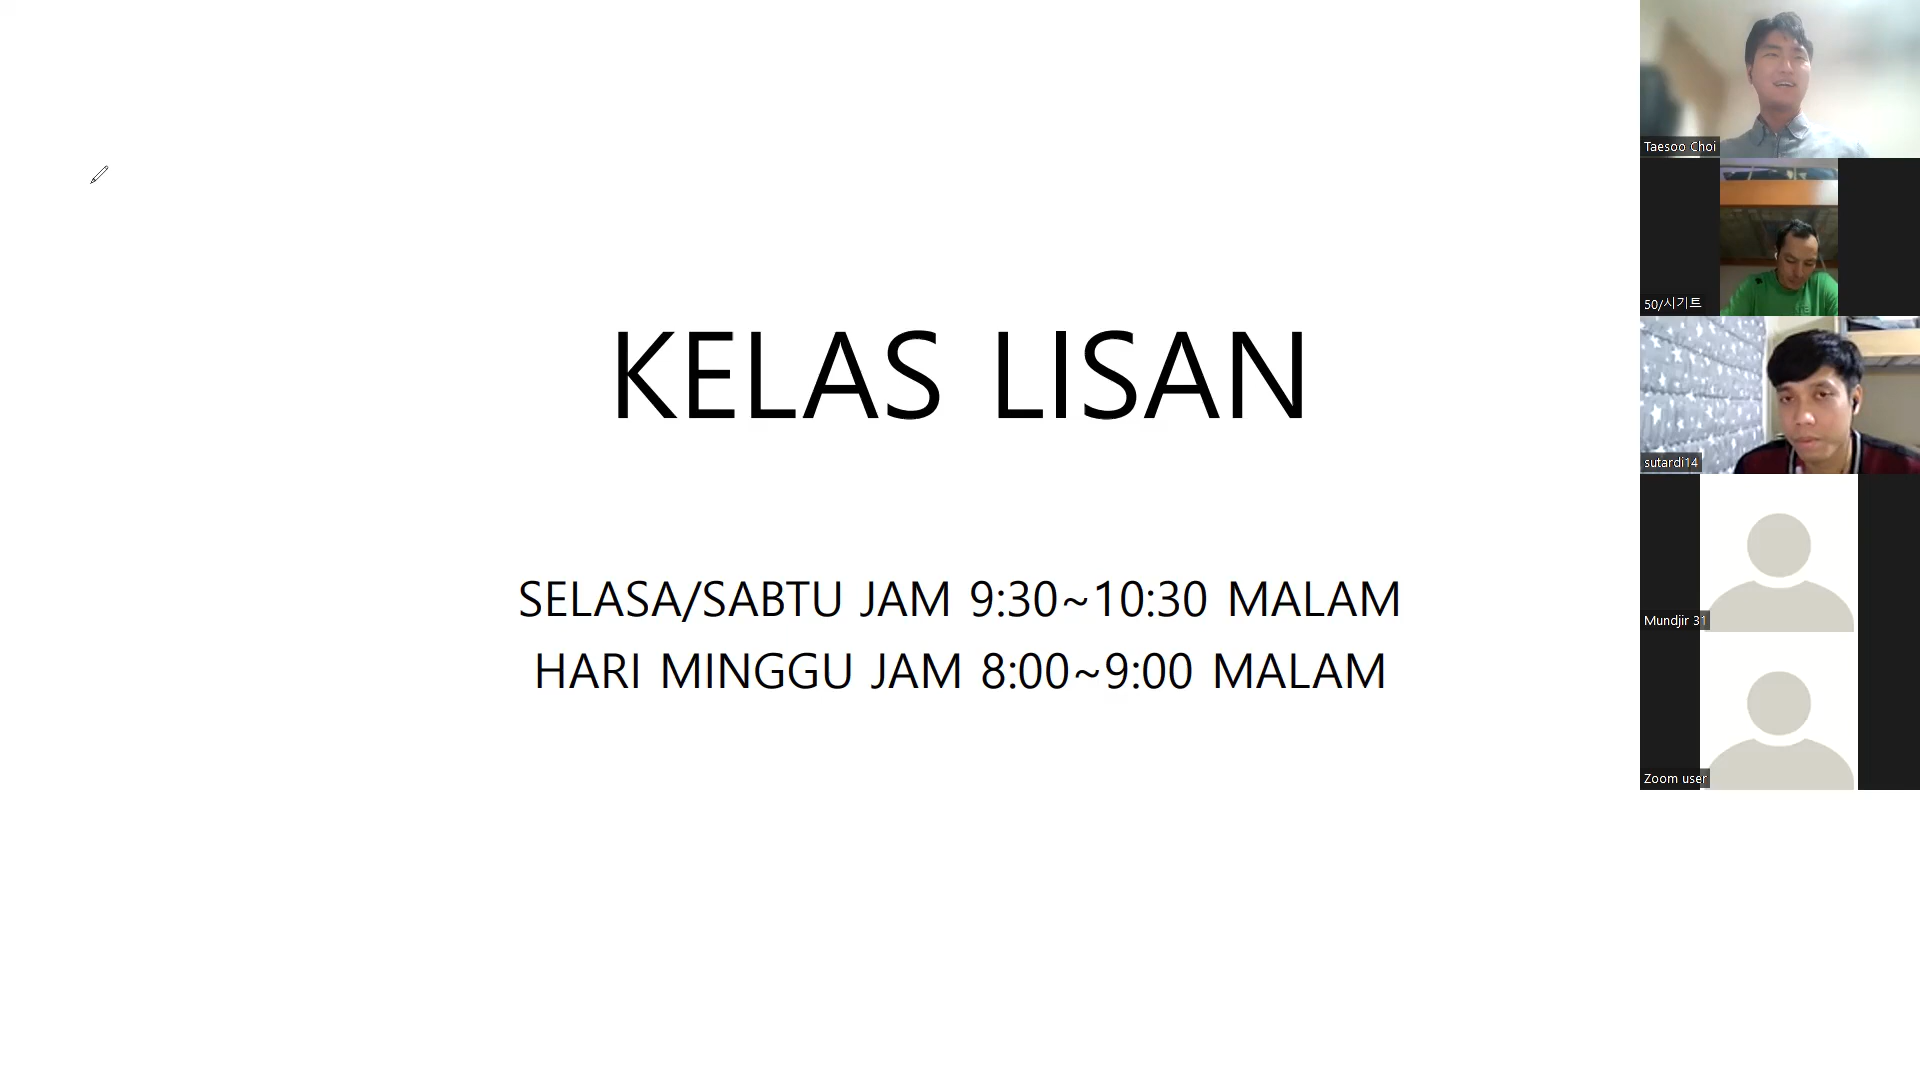 KELAS LISAN
SELASA/SABTU JAM 9:30~10:30 MALAM
HARI MINGGU JAM 8:00~9:00 MALAM
Taesoo Choi
50/시기트
sutardi14
Mundjir 31
Zoom user